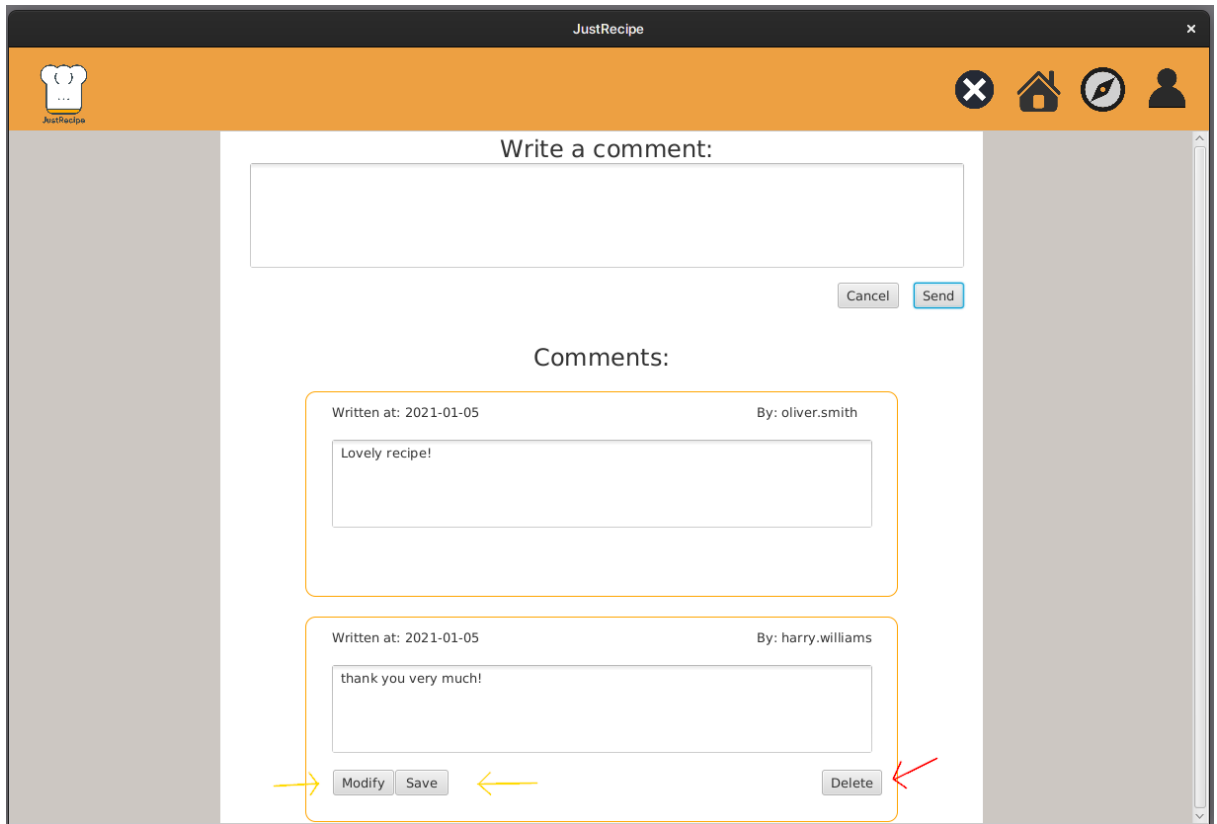 JustRecipe
JustRecipe
Write a comment:
Cancel Send
Comments:
Written at: 2021-01-05 By: oliver.smith
Lovely recipe!
Written at: 2021-01-05 By: harry.williams
thank you very much!
Modify Save Delete